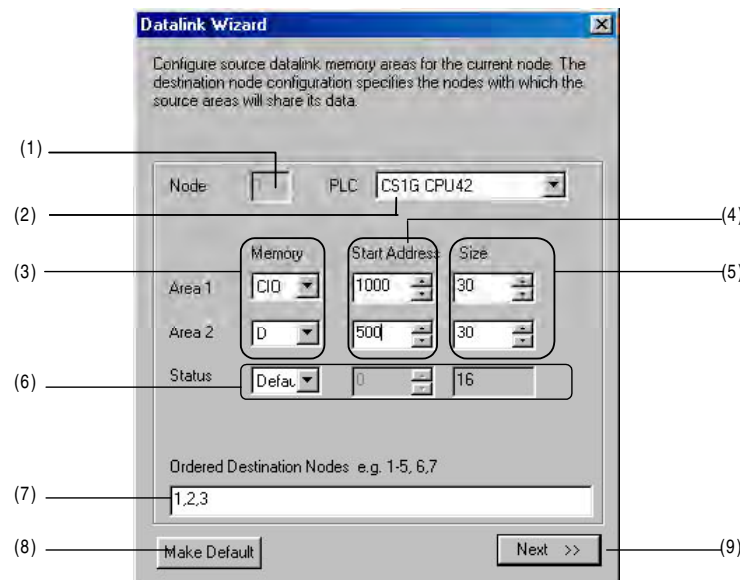 Datalink Wizard
Configure source datalink memory areas for the current node. The
destination node configuration specifies the nodes with which the
source areas will share its data.
(1)
Node PLC CS1G CPU42
(2)
(4)
Memory Start Address Size
(3)
(5)
Area 1 CIO 1000 30
Area 2 D 500 30
Status Defau 0 16
(6)
Ordered Destination Nodes e.g. 1-5, 6,7
(7) 1,2,3
(8) Make Default Next >> (9)